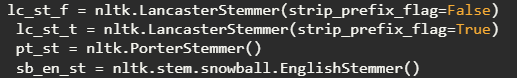 lc_st_f = nltk.LancasterStemmer(strip_prefix_flag=False)
lc_st_t = nltk.LancasterStemmer(strip_prefix_flag=True)
pt_st = nltk.PorterStemmer()
sb_en_st = nltk.stem.snowball.EnglishStemmer()